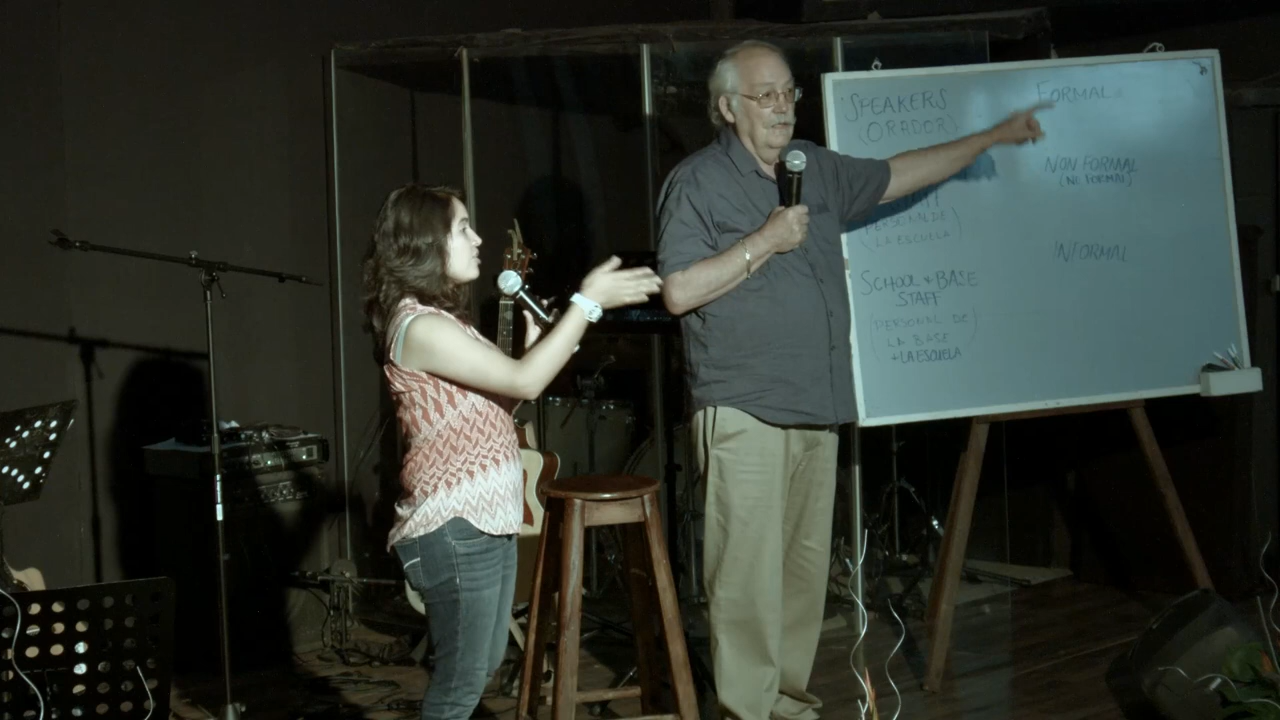 SPEAKERS
(ORADOR)
PERSONAL DE
LA ESCUELA)
SCHOOL + BASE
STAFF
(PERSONAL DE)
LA BASE
+ LA ESCUELA
FORMAL
NON FORMAL
(NO FORMAL)
INFORMAL